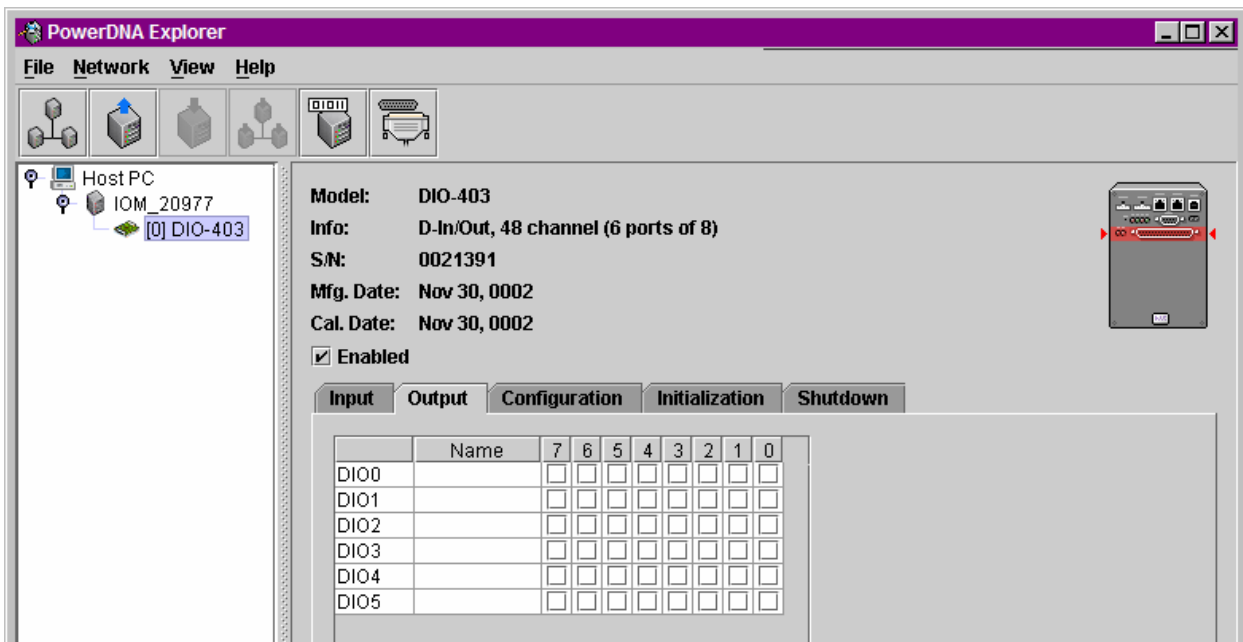 PowerDNA Explorer
File Network View Help
Host PC
IOM_20977
[0] DIO-403
Model: DIO-403
Info: D-In/Out, 48 channel (6 ports of 8)
S/N: 0021391
Mfg. Date: Nov 30, 0002
Cal. Date: Nov 30, 0002
Enabled
Input Output Configuration Initialization Shutdown
Name 7 6 5 4 3 2 1 0
DIO0
DIO1
DIO2
DIO3
DIO4
DIO5